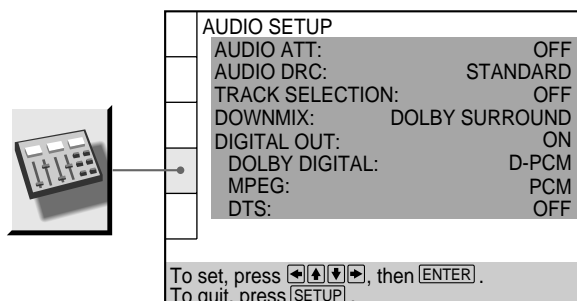 AUDIO SETUP
AUDIO ATT: OFF
AUDIO DRC: STANDARD
TRACK SELECTION: OFF
DOWNMIX: DOLBY SURROUND
DIGITAL OUT: ON
DOLBY DIGITAL: D-PCM
MPEG: PCM
DTS: OFF
To set, press ←↑↓→, then ENTER.
To quit, press SETUP.